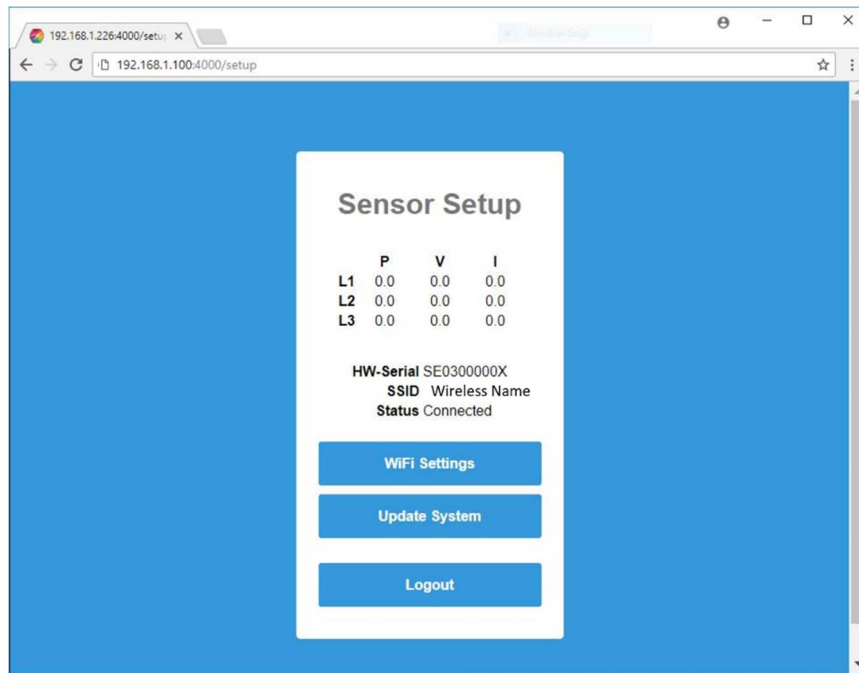 192.168.1.226:4000/setu
192.168.1.100:4000/setup
Sensor Setup
P V I
L1 0.0 0.0 0.0
L2 0.0 0.0 0.0
L3 0.0 0.0 0.0
HW-Serial SE0300000X
SSID Wireless Name
Status Connected
WiFi Settings
Update System
Logout